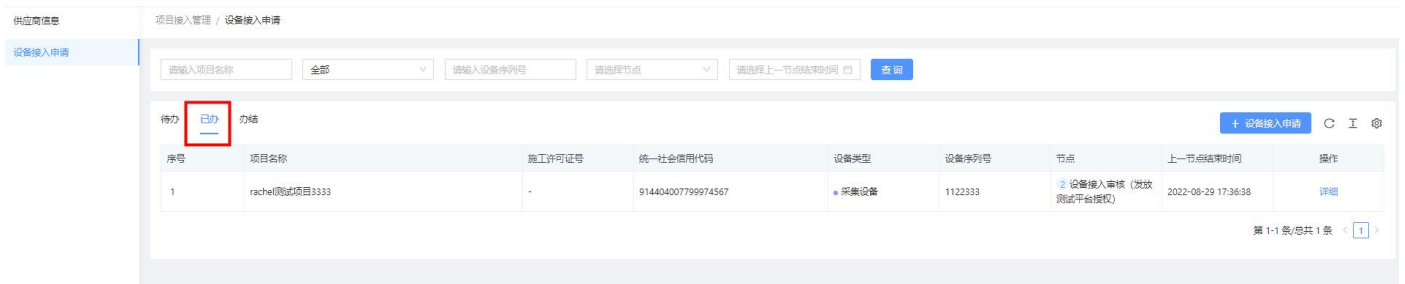 供应商信息
项目接入管理 / 设备接入申请
设备接入申请
请输入项目名称 全部 请输入设备序列号 请选择节点 请选择上一节点结束时间 查 询
待办 已办 办结
+ 设备接入申请
序号 项目名称 施工许可证号 统一社会信用代码 设备类型 设备序列号 节点 上一节点结束时间 操作
1 rachel测试项目3333 - 914404007799974567 采集设备 1122333 2 设备接入审核（发放 2022-08-29 17:36:38 详细
测试平台授权）
第 1-1 条/总共 1 条 < 1 >